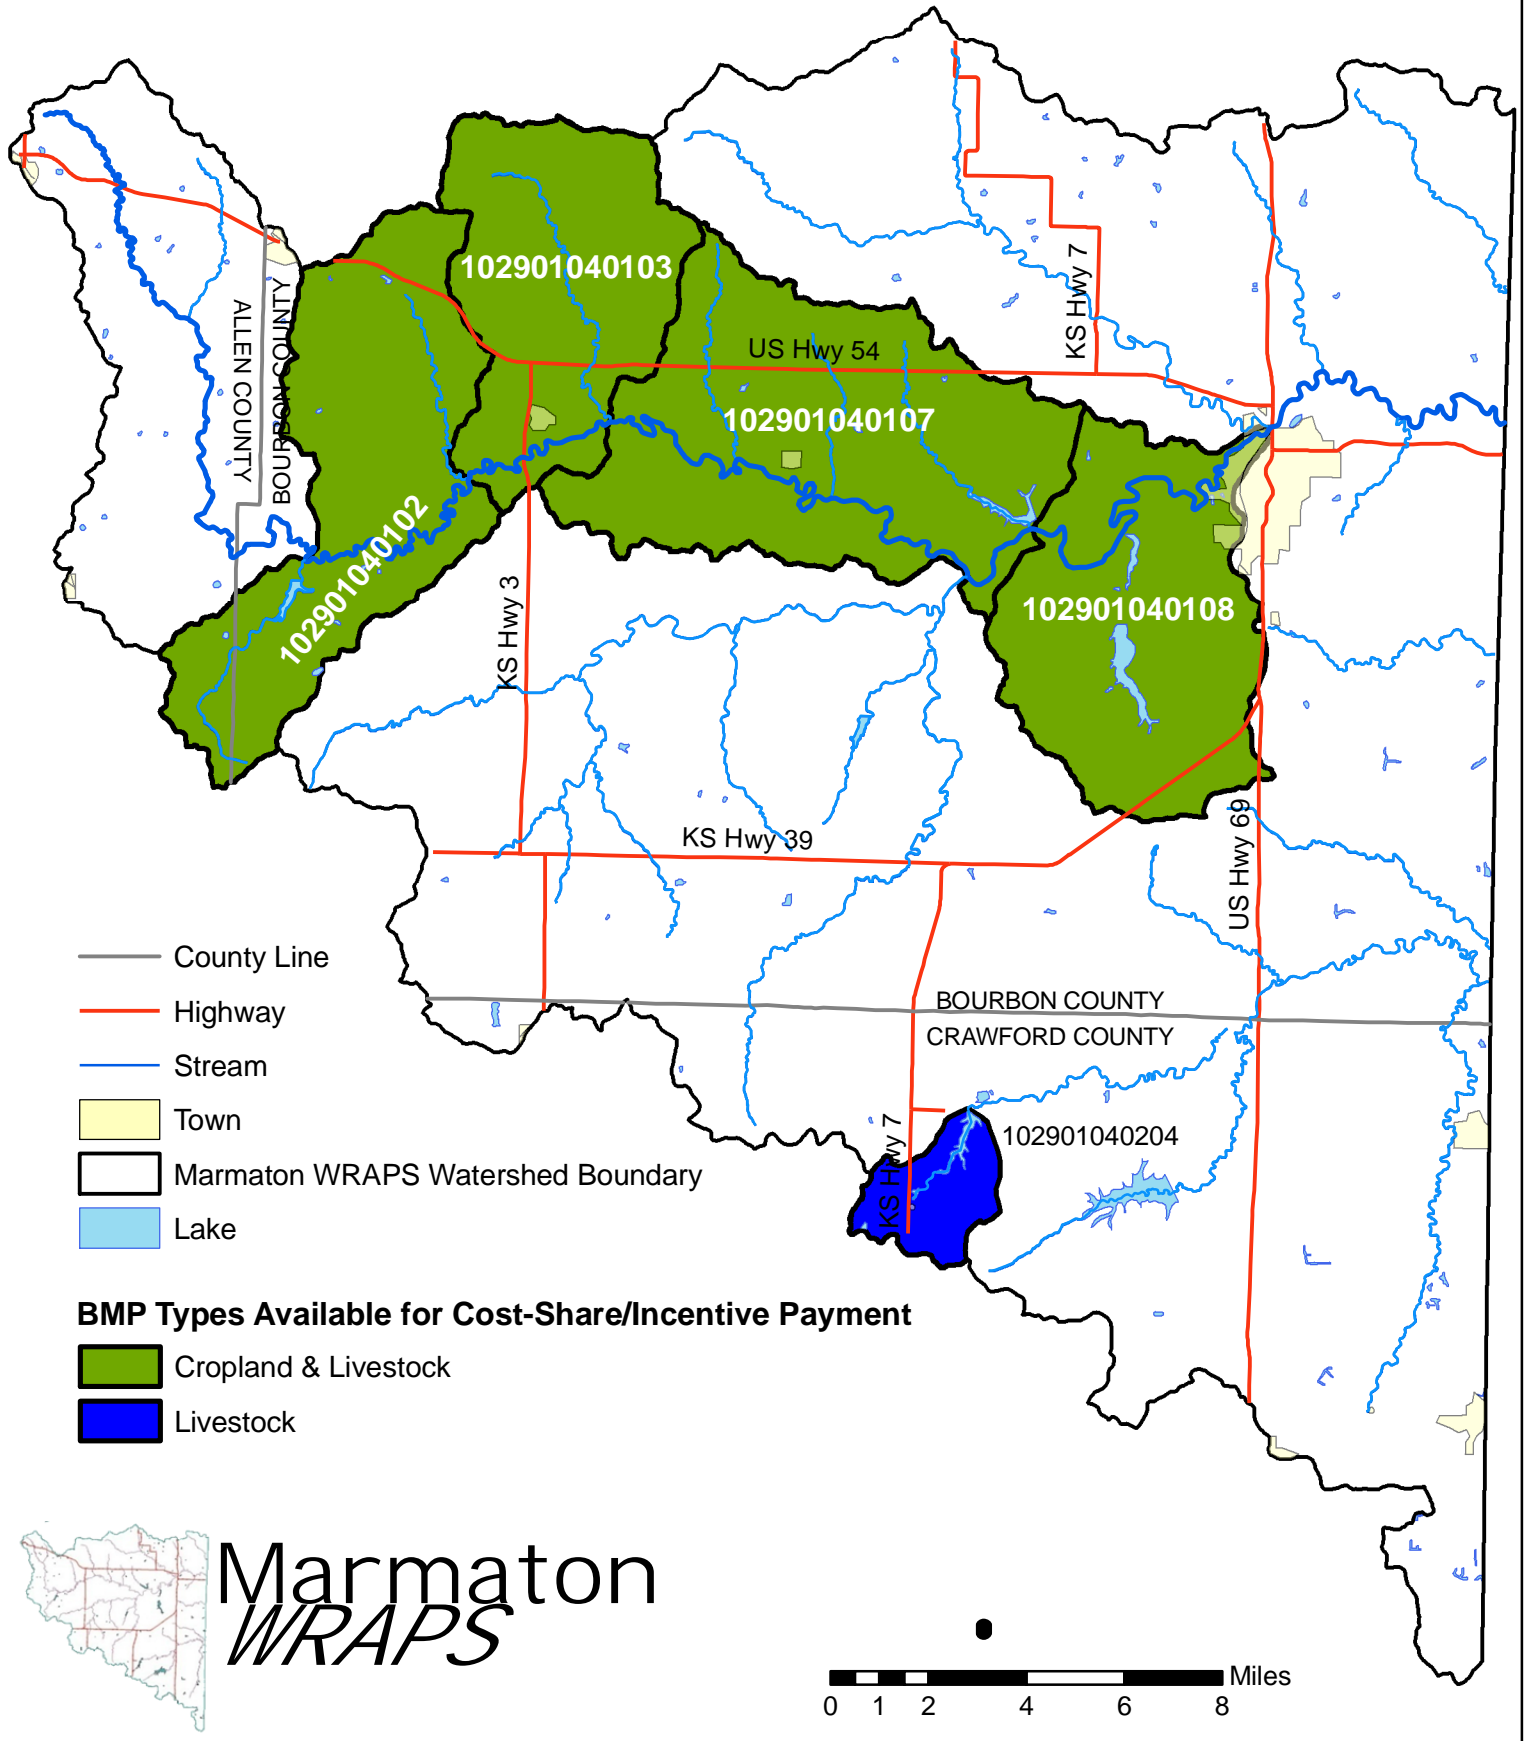 102901040103
KS Hwy 7
ALLEN COUNTY
BOURBON COUNTY
US Hwy 54
102901040107
102901040102
KS Hwy 3
102901040108
KS Hwy 39
US Hwy 69
County Line
Highway
Stream
Town
Marmaton WRAPS Watershed Boundary
Lake
BOURBON COUNTY
CRAWFORD COUNTY
102901040204
KS Hwy 7
BMP Types Available for Cost-Share/Incentive Payment
Cropland & Livestock
Livestock
Marmaton
WRAPS
Miles
0 1 2 4 6 8